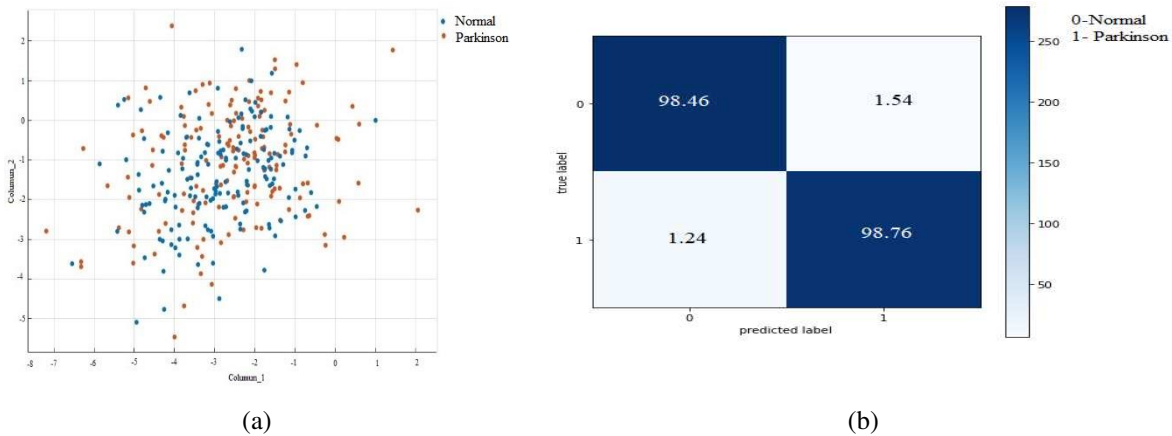 Normal
Parkinson
2
1
0
-1
-2
-3
-4
-5
Columun_2
-8 -7 -6 -5 -4 -3 -2 -1 0 1 2
Columun_1
(a)
0-Normal
1- Parkinson
98.46 1.54
1.24 98.76
0
1
true label
0 1
predicted label
250
200
150
100
50
(b)